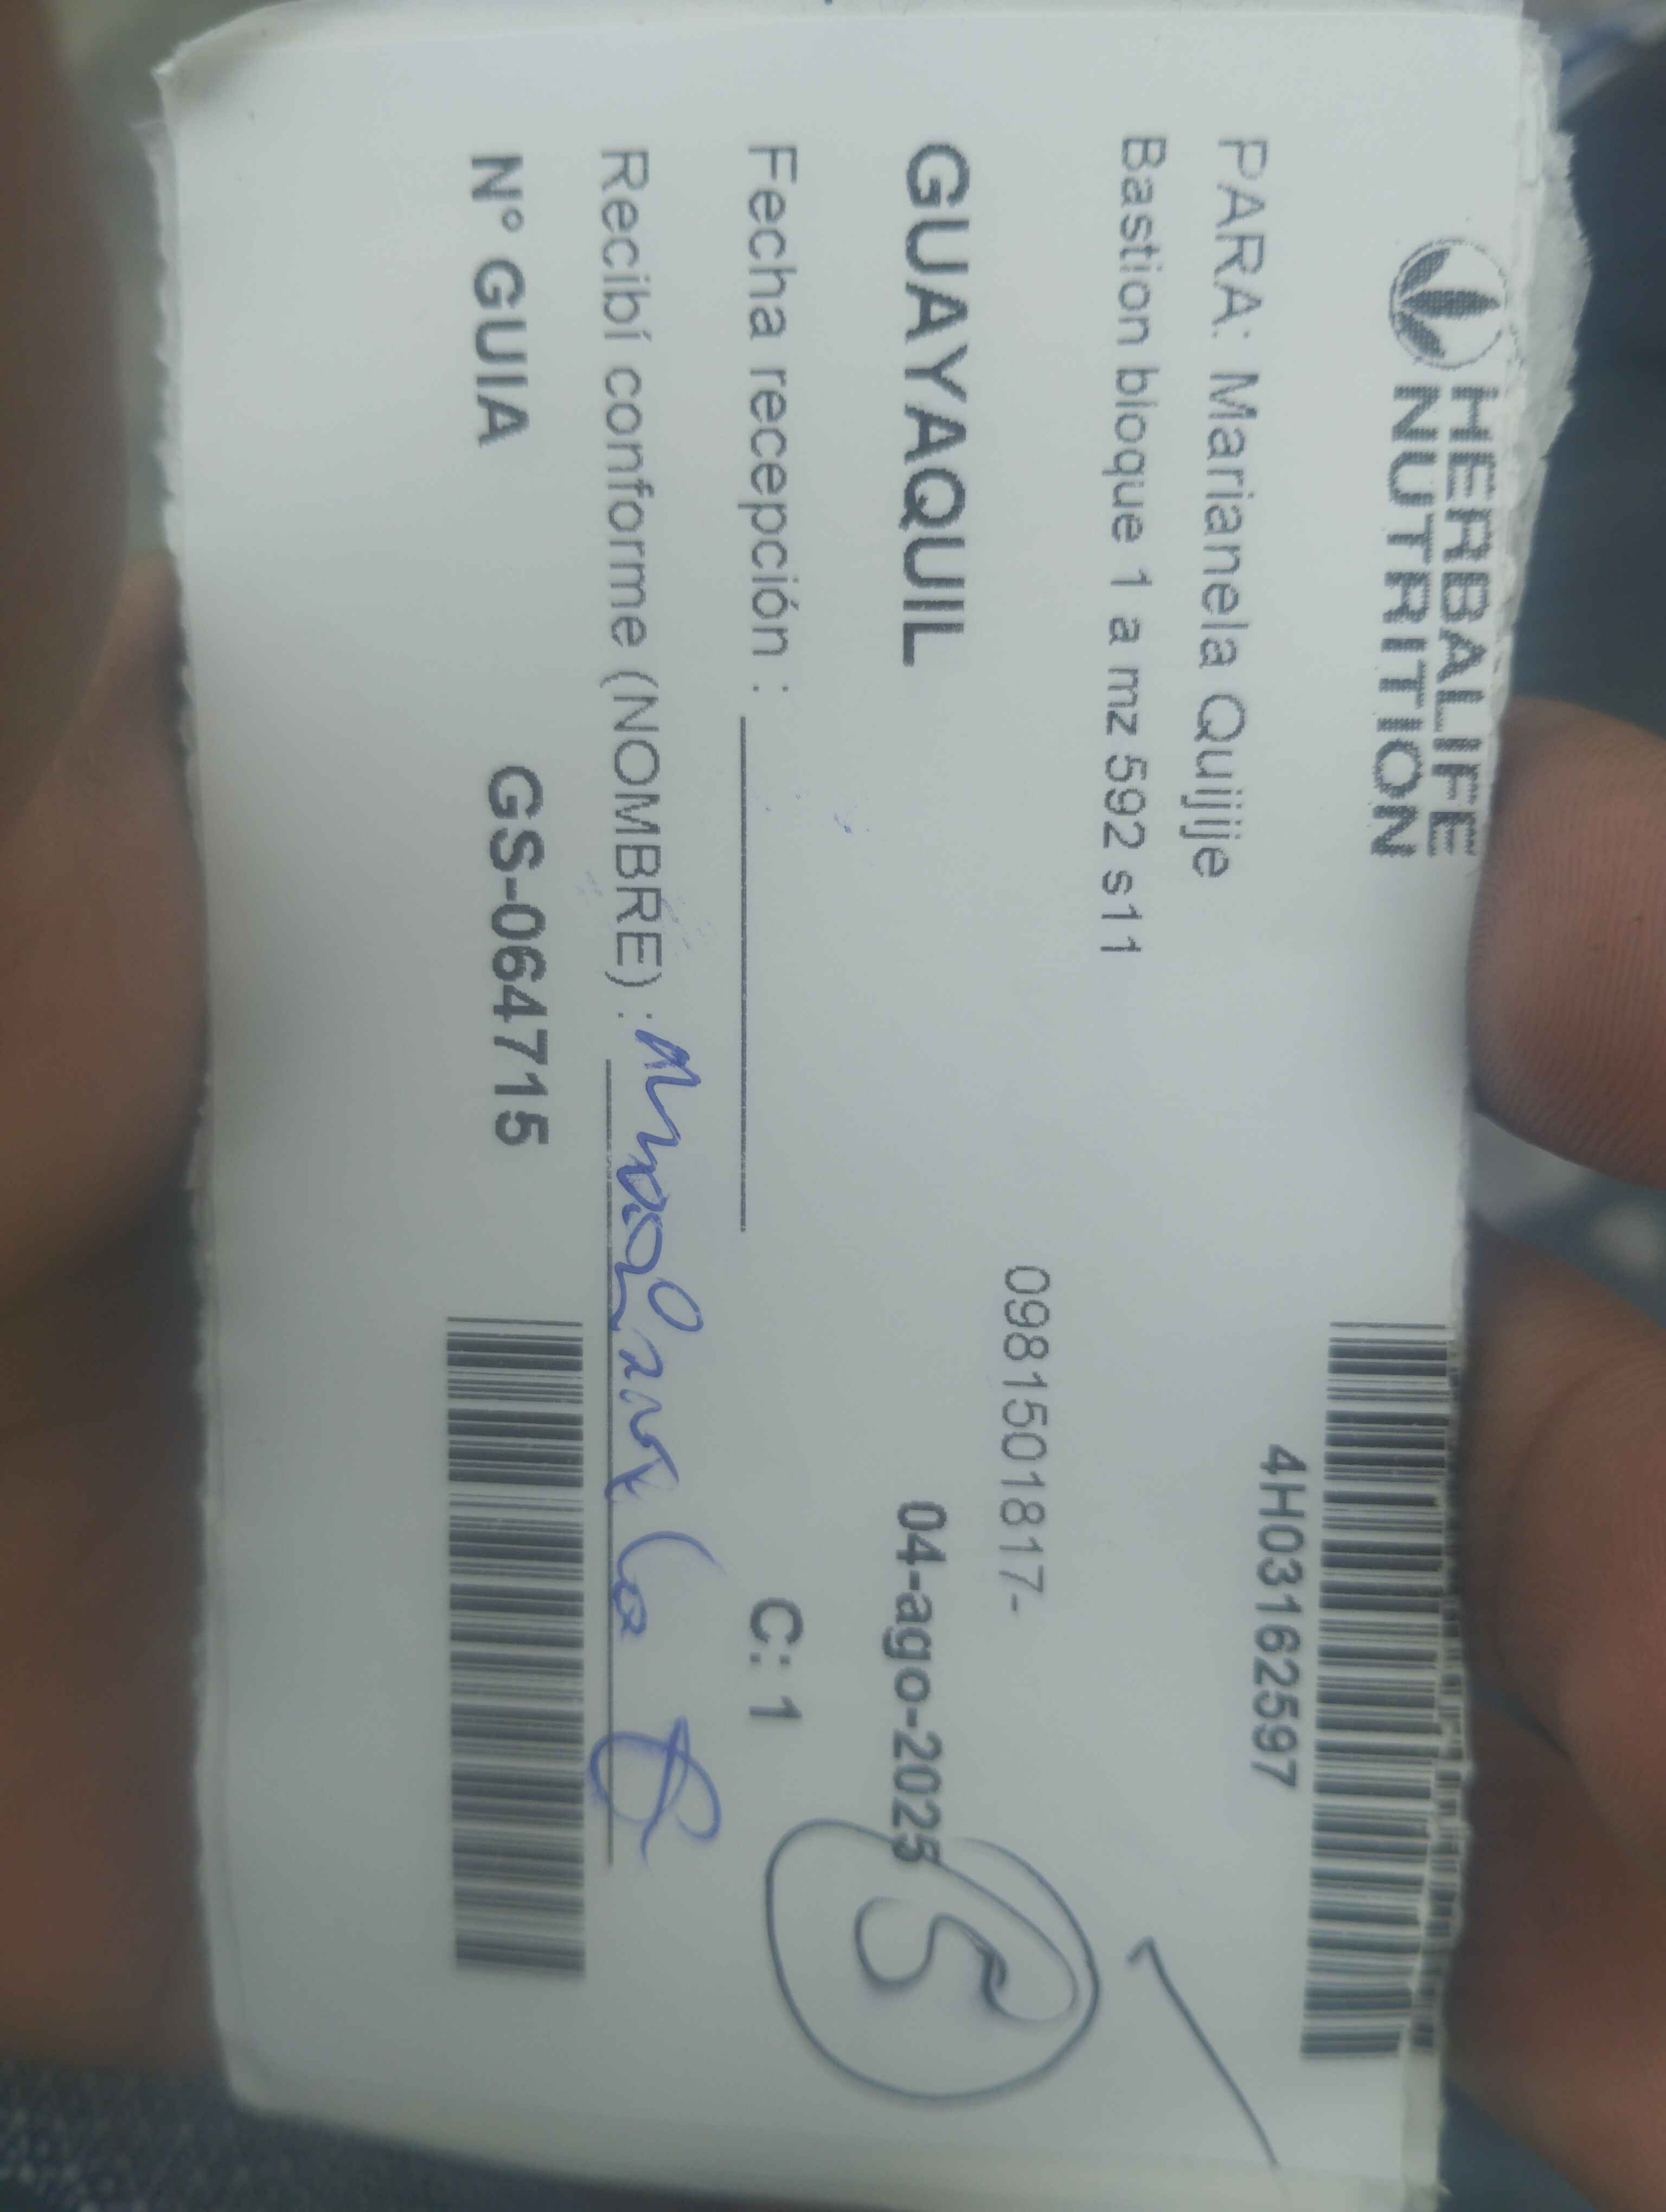 HERBALIFE
NUTRITION
4H03162597
PARA: Marianela Quijije
Bastion bloque 1 a mz 592 s11
0981501817-
GUAYAQUIL 04-ago-2025
5
Fecha recepción : C: 1
Recibí conforme (NOMBRE) :
N° GUIA GS-064715